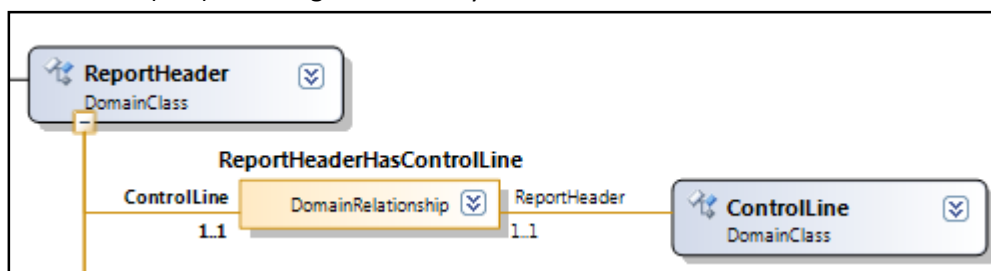 ReportHeader
DomainClass
ReportHeaderHasControlLine
ControlLine
DomainRelationship
ReportHeader
1..1
1..1
ControlLine
DomainClass